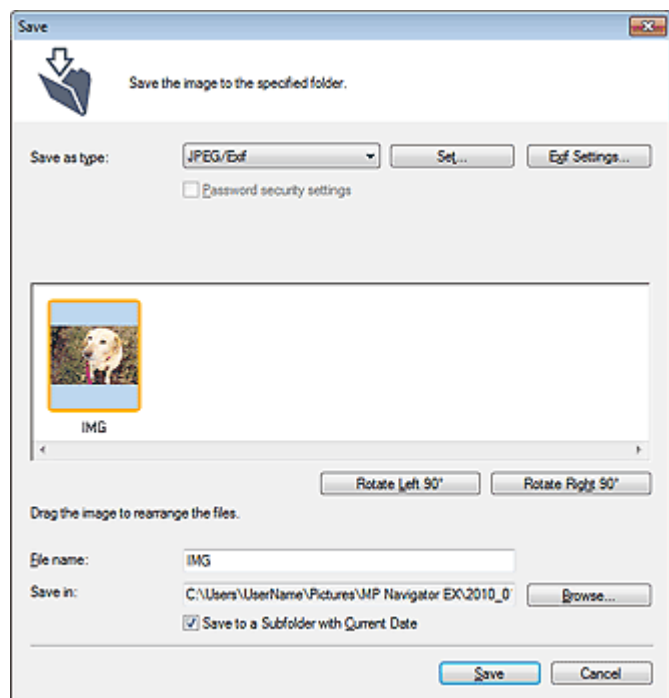 Save
Save the image to the specified folder.
Save as type: JPEG/Exif Set... Exif Settings...
Password security settings
IMG
Rotate Left 90° Rotate Right 90°
Drag the image to rearrange the files.
File name: IMG
Save in: C:\Users\UserName\Pictures\MP Navigator EX\2010_0 Browse...
Save to a Subfolder with Current Date
Save Cancel